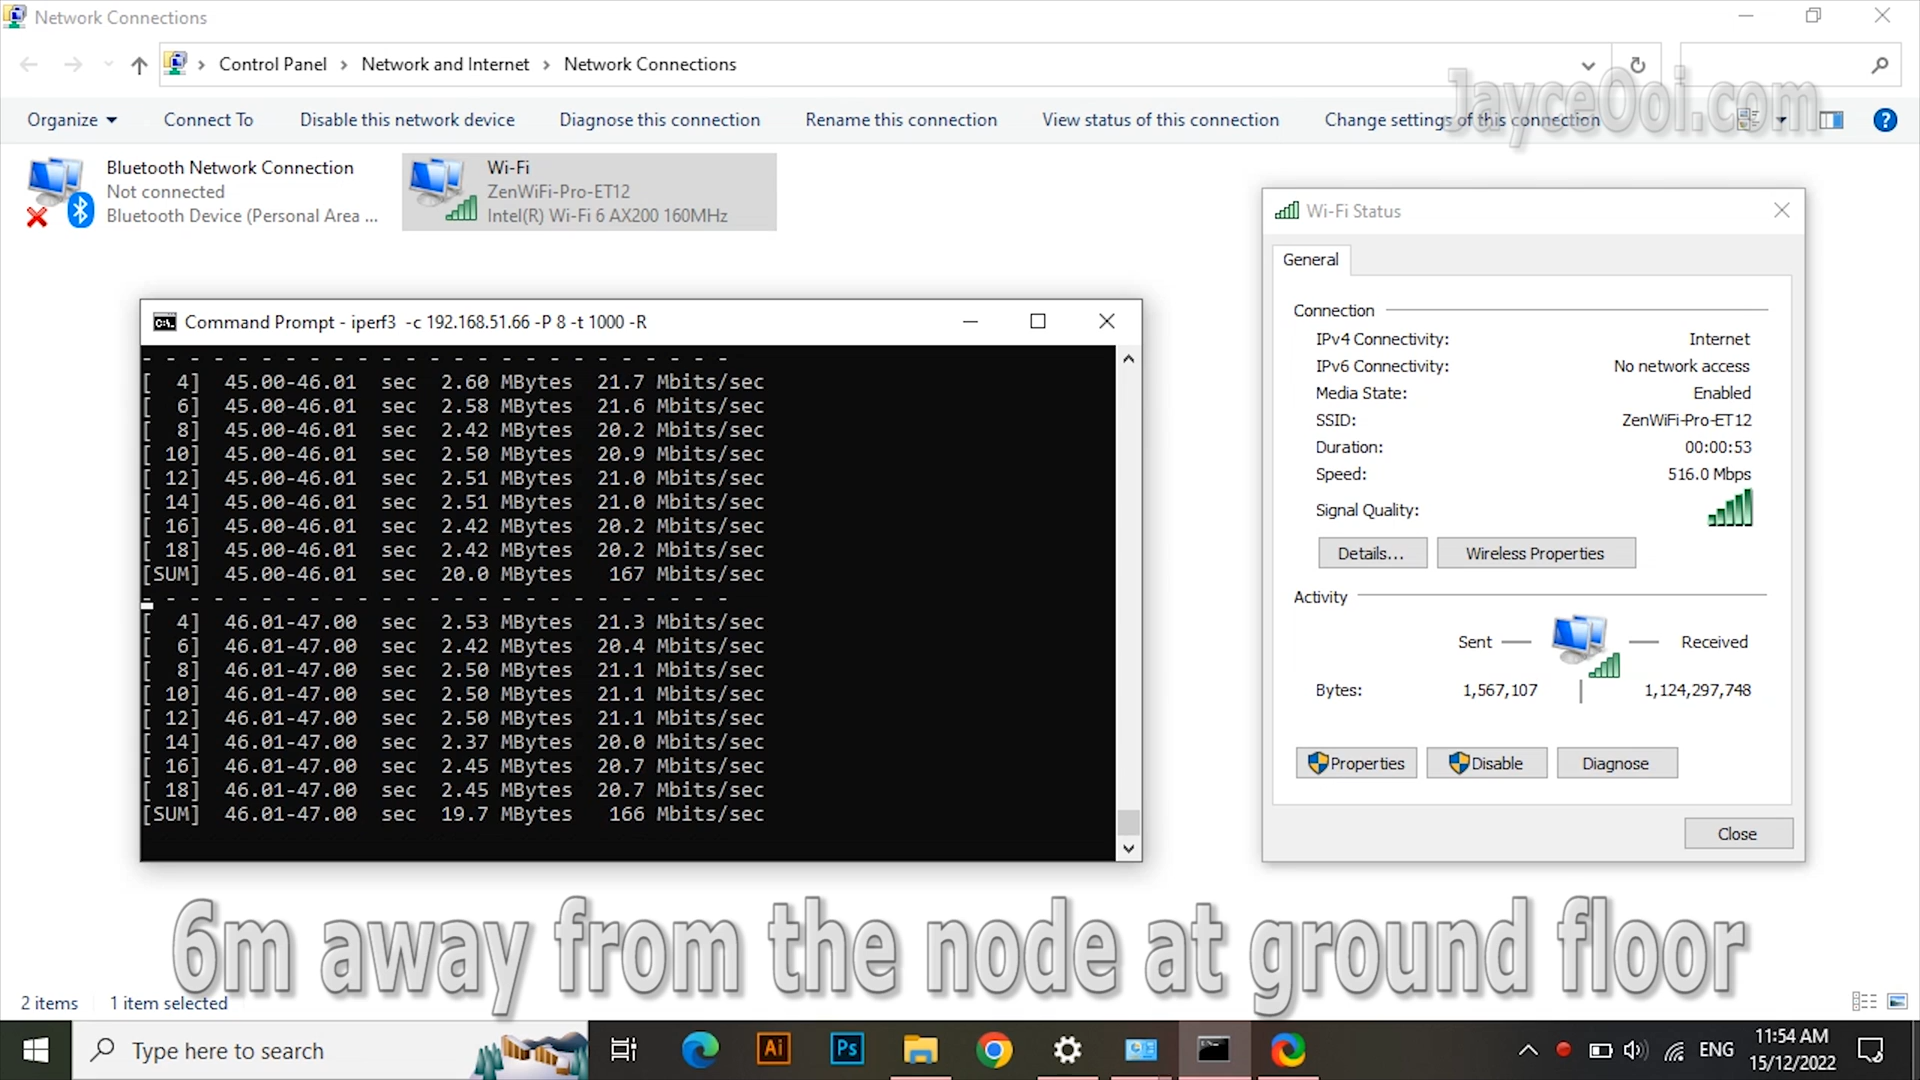 Network Connections
Control Panel > Network and Internet > Network Connections
Organize Connect To Disable this network device Diagnose this connection Rename this connection View status of this connection Change settings of this connection
JayceOoi.com
Bluetooth Network Connection
Not connected
Bluetooth Device (Personal Area ...
Wi-Fi
ZenWiFi-Pro-ET12
Intel(R) Wi-Fi 6 AX200 160MHz
Command Prompt - iperf3 -c 192.168.51.66 -P 8 -t 1000 -R
- - - - - - - - - - - - - - - - - - - - - - - - -
[ 4] 45.00-46.01 sec 2.60 MBytes 21.7 Mbits/sec
[ 6] 45.00-46.01 sec 2.58 MBytes 21.6 Mbits/sec
[ 8] 45.00-46.01 sec 2.42 MBytes 20.2 Mbits/sec
[ 10] 45.00-46.01 sec 2.50 MBytes 20.9 Mbits/sec
[ 12] 45.00-46.01 sec 2.51 MBytes 21.0 Mbits/sec
[ 14] 45.00-46.01 sec 2.51 MBytes 21.0 Mbits/sec
[ 16] 45.00-46.01 sec 2.42 MBytes 20.2 Mbits/sec
[ 18] 45.00-46.01 sec 2.42 MBytes 20.2 Mbits/sec
[SUM] 45.00-46.01 sec 20.0 MBytes 167 Mbits/sec
- - - - - - - - - - - - - - - - - - - - - - - - -
[ 4] 46.01-47.00 sec 2.53 MBytes 21.3 Mbits/sec
[ 6] 46.01-47.00 sec 2.42 MBytes 20.4 Mbits/sec
[ 8] 46.01-47.00 sec 2.50 MBytes 21.1 Mbits/sec
[ 10] 46.01-47.00 sec 2.50 MBytes 21.1 Mbits/sec
[ 12] 46.01-47.00 sec 2.50 MBytes 21.1 Mbits/sec
[ 14] 46.01-47.00 sec 2.37 MBytes 20.0 Mbits/sec
[ 16] 46.01-47.00 sec 2.45 MBytes 20.7 Mbits/sec
[ 18] 46.01-47.00 sec 2.45 MBytes 20.7 Mbits/sec
[SUM] 46.01-47.00 sec 19.7 MBytes 166 Mbits/sec
Wi-Fi Status
General
Connection
IPv4 Connectivity: Internet
IPv6 Connectivity: No network access
Media State: Enabled
SSID: ZenWiFi-Pro-ET12
Duration: 00:00:53
Speed: 516.0 Mbps
Signal Quality:
Details... Wireless Properties
Activity
Sent Received
Bytes: 1,567,107 1,124,297,748
Properties Disable Diagnose
Close
6m away from the node at ground floor
2 items 1 item selected
Type here to search
Ai
Ps
ENG
11:54 AM
15/12/2022